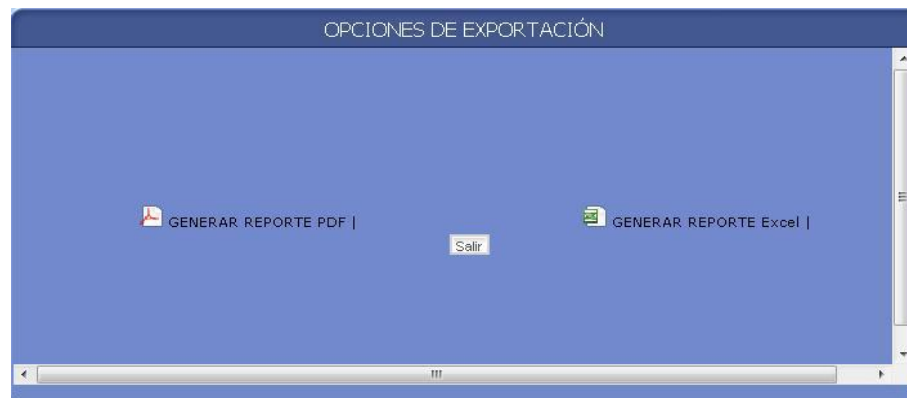 OPCIONES DE EXPORTACIÓN
GENERAR REPORTE PDF |
GENERAR REPORTE Excel |
Salir